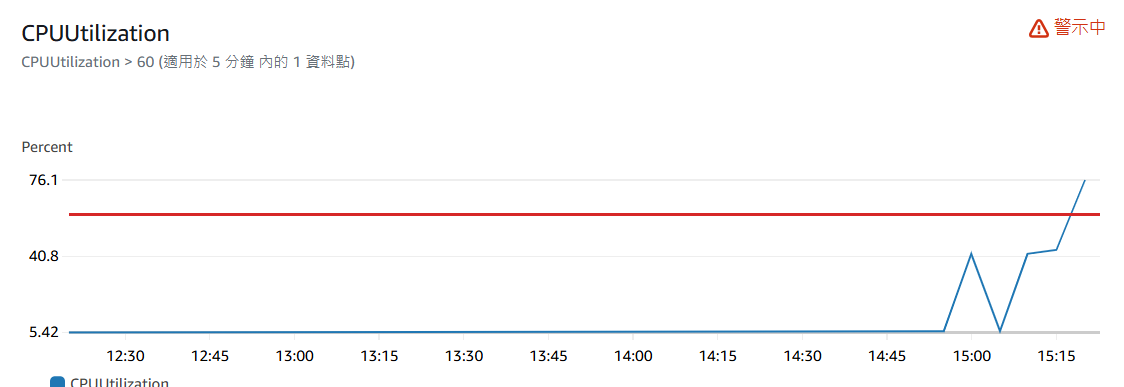 CPUUtilization
警示中
CPUUtilization > 60 (適用於 5 分鐘 內的 1 資料點)
Percent
76.1
40.8
5.42
12:30 12:45 13:00 13:15 13:30 13:45 14:00 14:15 14:30 14:45 15:00 15:15
CPUUtilization